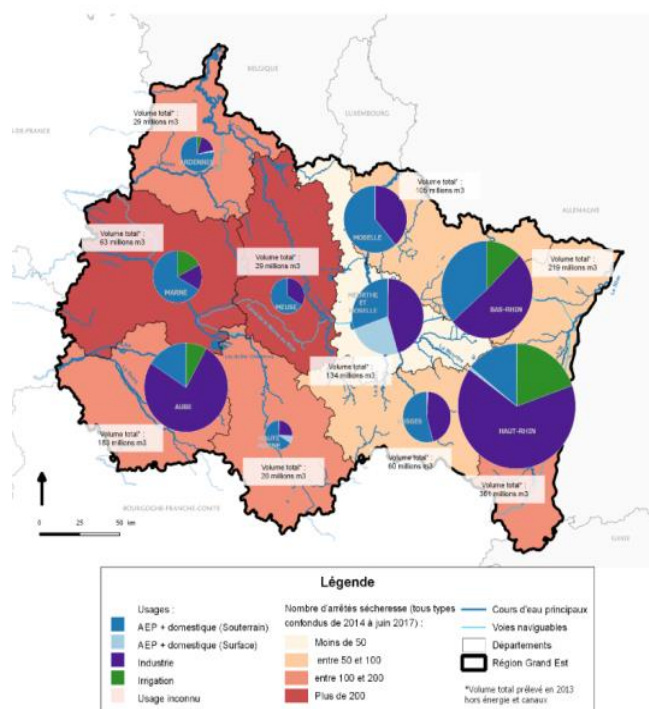 BELGIQUE
LUXEMBOURG
ALLEMAGNE
Volume total* :
29 millions m3
ARDENNES
Volume total* :
105 millions m3
MOSELLE
Volume total* :
63 millions m3
MARNE
Volume total* :
29 millions m3
MEUSE
Volume total* :
219 millions m3
BAS-RHIN
MEURTHE ET
MOSELLE
Volume total* :
134 millions m3
AUBE
Volume total* :
153 millions m3
HAUTE
MARNE
Volume total* :
20 millions m3
VOSGES
Volume total* :
60 millions m3
HAUT-RHIN
Volume total* :
361 millions m3
BOURGOGNE-FRANCHE-COMTE
SUISSE
0 25 50 km
Légende
Usages :
AEP + domestique (Souterrain)
AEP + domestique (Surface)
Industrie
Irrigation
Usage inconnu
Nombre d'arrêtés sécheresse (tous types
confondus de 2014 à juin 2017) :
Moins de 50
entre 50 et 100
entre 100 et 200
Plus de 200
Cours d'eau principaux
Voies naviguables
Départements
Région Grand Est
*Volume total prélevé en 2013
hors énergie et canaux